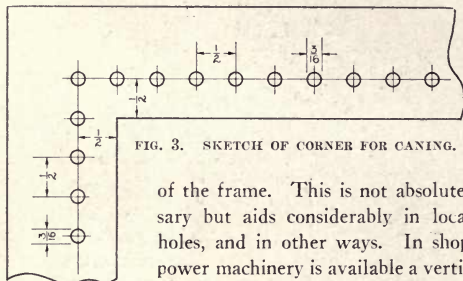 1/2
3/16
1/2
1/2
1/2
3/16
FIG. 3. SKETCH OF CORNER FOR CANING.
of the frame. This is not absolute
sary but aids considerably in loca
holes, and in other ways. In shop
power machinery is available a verti